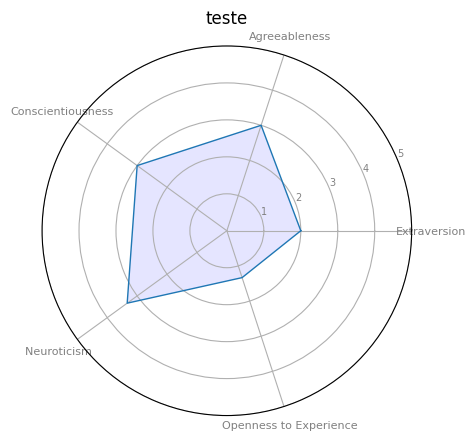 teste
Agreeableness
Conscientiousness
5
4
3
2
1
Extraversion
Neuroticism
Openness to Experience